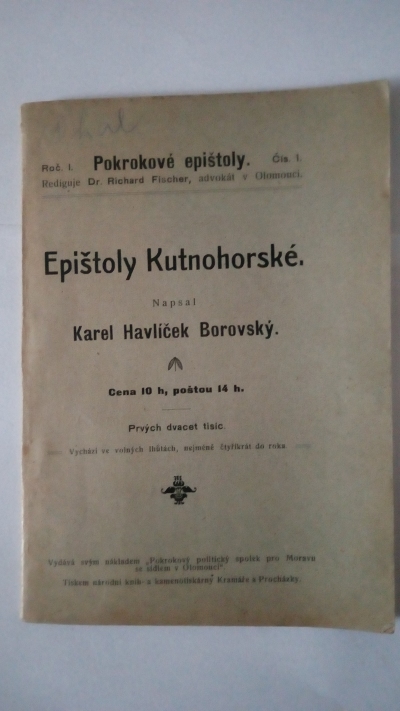 Roč. I. Pokrokové epištoly. Čís. 1.
Rediguje Dr. Richard Fischer, advokát v Olomouci.
Epištoly Kutnohorské.
Napsal
Karel Havlíček Borovský.
Cena 10 h, poštou 14 h.
Prvých dvacet tisíc.
Vychází ve volných lhůtách, nejméně čtyřikrát do roka
Vydává svým nákladem „Pokrokový politický spolek pro Moravu
se sídlem v Olomouci“.
Tiskem národní knih- a kamenotiskárny Kramáře a Procházky.